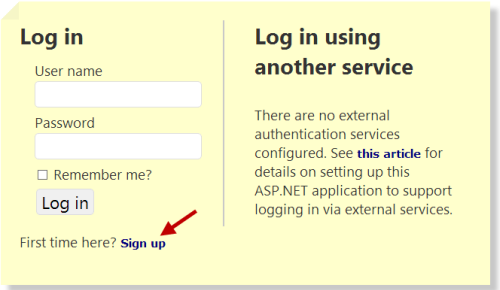 Log in
User name
Password
Remember me?
Log in
First time here? Sign up
Log in using
another service
There are no external
authentication services
configured. See this article for
details on setting up this
ASP.NET application to support
logging in via external services.